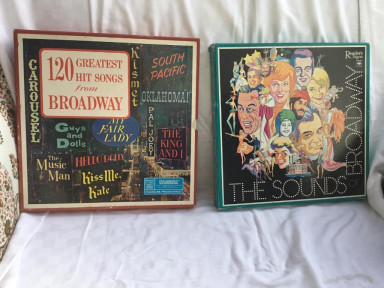 120 GREATEST
HIT SONGS
from
BROADWAY
CAROUSEL
Kismet
SOUTH
PACIFIC
OKLAHOMA!
PAL JOEY
MY
FAIR
LADY
Guys
and
Dolls
THE
KING
AND I
The
Music
Man
HELLO DOLLY
Kiss Me,
Kate
Reader's
Digest
THE SOUNDS OF
BROADWAY